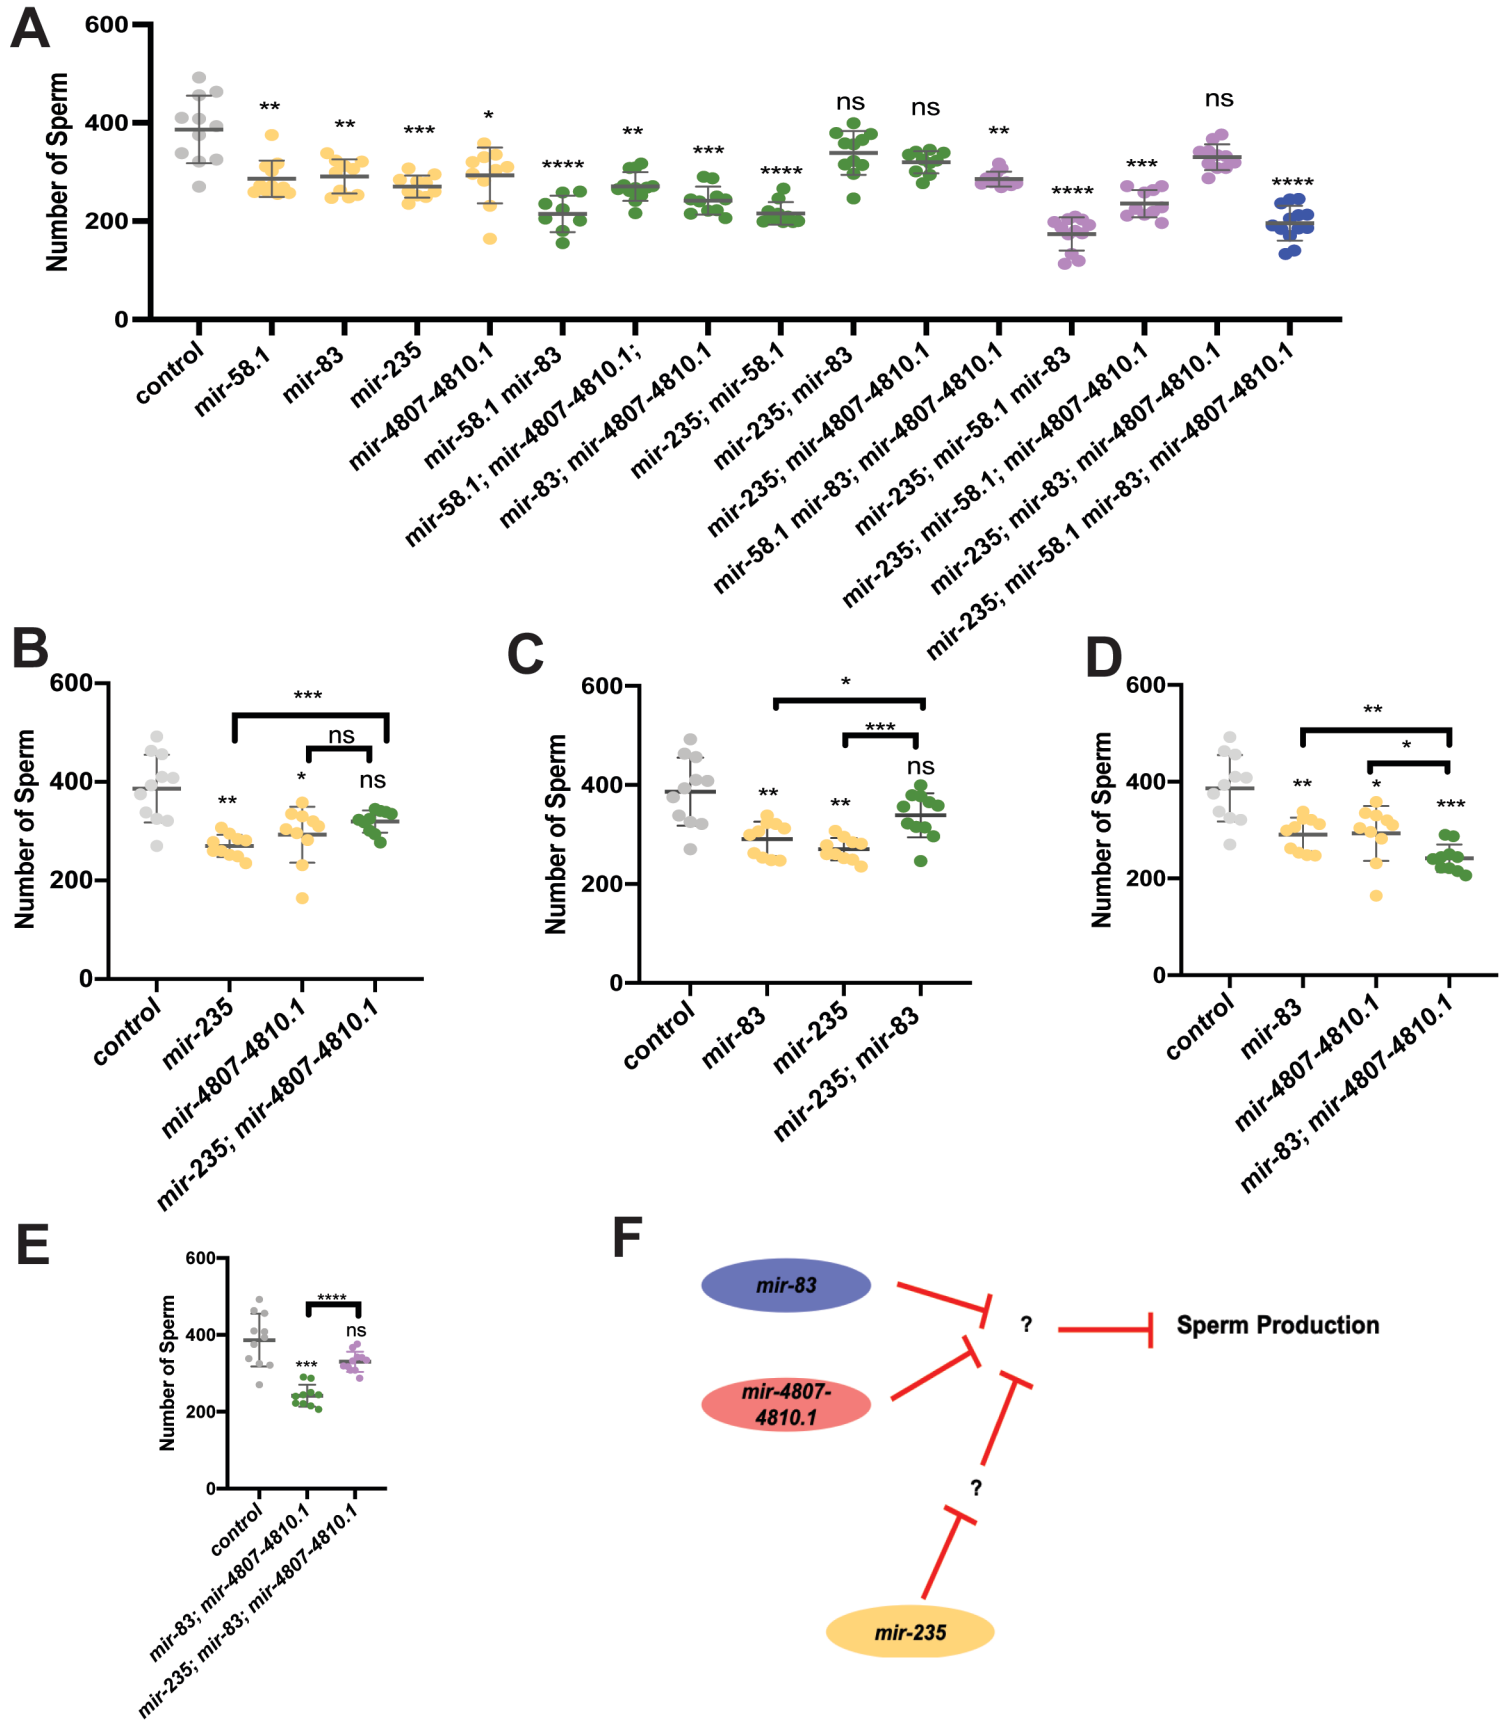 A
Number of Sperm
600
400
200
0
**
**
***
*
****
**
***
****
ns
ns
**
****
***
ns
****
control
mir-58.1
mir-83
mir-235
mir-4807-4810.1
mir-58.1 mir-83
mir-58.1; mir-4807-4810.1;
mir-83; mir-4807-4810.1
mir-235; mir-58.1
mir-235; mir-83
mir-235; mir-4807-4810.1
mir-58.1 mir-83; mir-4807-4810.1
mir-235; mir-58.1 mir-83
mir-235; mir-58.1; mir-4807-4810.1
mir-235; mir-83; mir-4807-4810.1
mir-235; mir-58.1 mir-83; mir-4807-4810.1
B
Number of Sperm
600
400
200
0
***
ns
**
*
ns
control
mir-235
mir-4807-4810.1
mir-235; mir-4807-4810.1
C
Number of Sperm
600
400
200
0
*
***
**
**
ns
control
mir-83
mir-235
mir-235; mir-83
D
Number of Sperm
600
400
200
0
**
*
**
*
***
control
mir-83
mir-4807-4810.1
mir-83; mir-4807-4810.1
E
Number of Sperm
600
400
200
0
****
***
ns
control
mir-83; mir-4807-4810.1
mir-235; mir-83; mir-4807-4810.1
F
mir-83
?
Sperm Production
mir-4807-
4810.1
?
mir-235